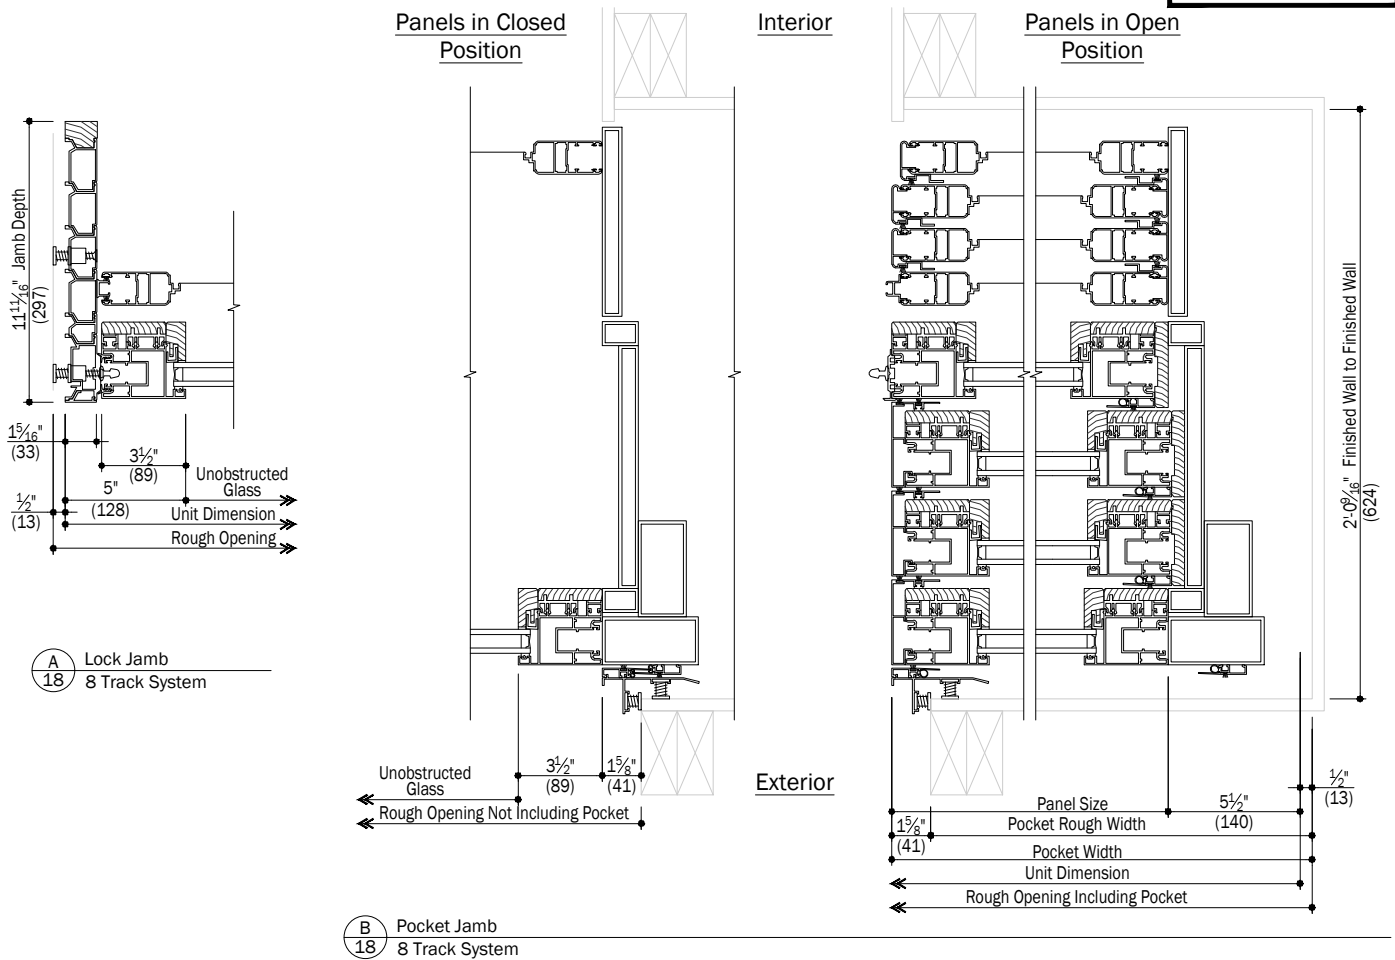 Panels in Closed
Position
Interior
Panels in Open
Position
11 11⁄16" Jamb Depth
(297)
1 5⁄16"
(33)
3 1⁄2"
(89)
Unobstructed
Glass
5"
(128)
1⁄2"
(13)
Unit Dimension
Rough Opening
A
18
Lock Jamb
8 Track System
2'-0 9⁄16" Finished Wall to Finished Wall
(624)
Unobstructed
Glass
3 1⁄2"
(89)
1 5⁄8"
(41)
Rough Opening Not Including Pocket
Exterior
1⁄2"
(13)
Panel Size
5 1⁄2"
(140)
1 5⁄8"
(41)
Pocket Rough Width
Pocket Width
Unit Dimension
Rough Opening Including Pocket
B
18
Pocket Jamb
8 Track System